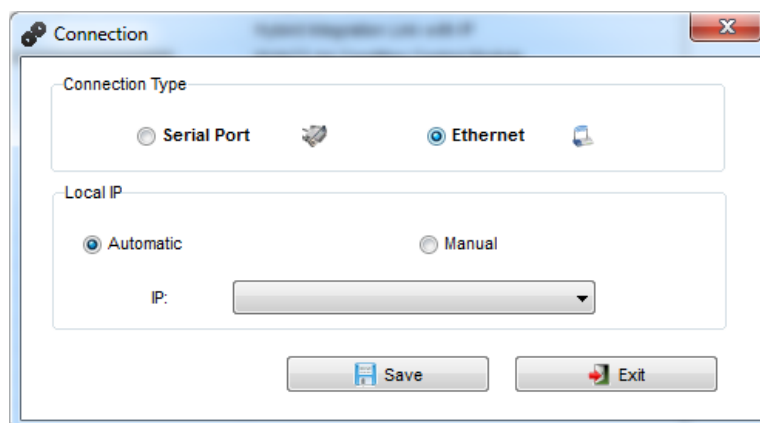 Connection
Connection Type
Serial Port Ethernet
Local IP
Automatic Manual
IP:
Save Exit